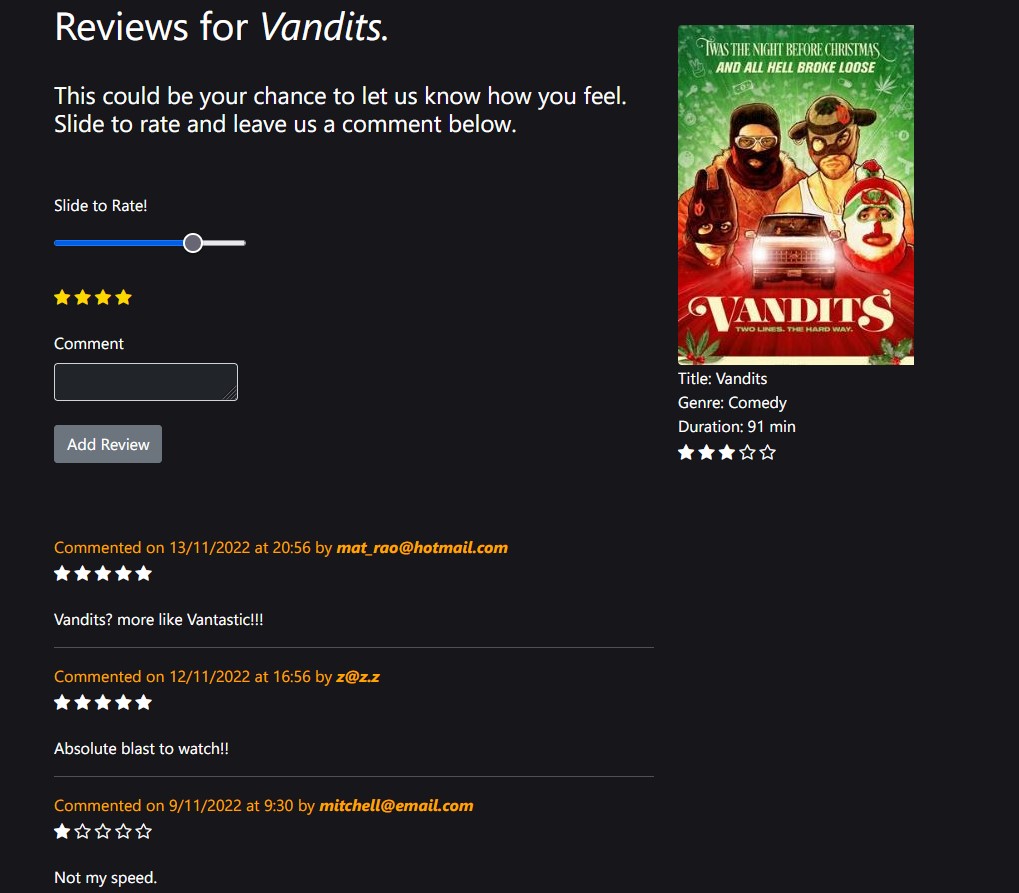 Reviews for Vandits.
This could be your chance to let us know how you feel.
Slide to rate and leave us a comment below.
Slide to Rate!
Comment
Add Review
'TWAS THE NIGHT BEFORE CHRISTMAS
AND ALL HELL BROKE LOOSE
VANDITS
TWO LINES. THE HARD WAY.
Title: Vandits
Genre: Comedy
Duration: 91 min
Commented on 13/11/2022 at 20:56 by mat_rao@hotmail.com
Vandits? more like Vantastic!!!
Commented on 12/11/2022 at 16:56 by z@z.z
Absolute blast to watch!!
Commented on 9/11/2022 at 9:30 by mitchell@email.com
Not my speed.